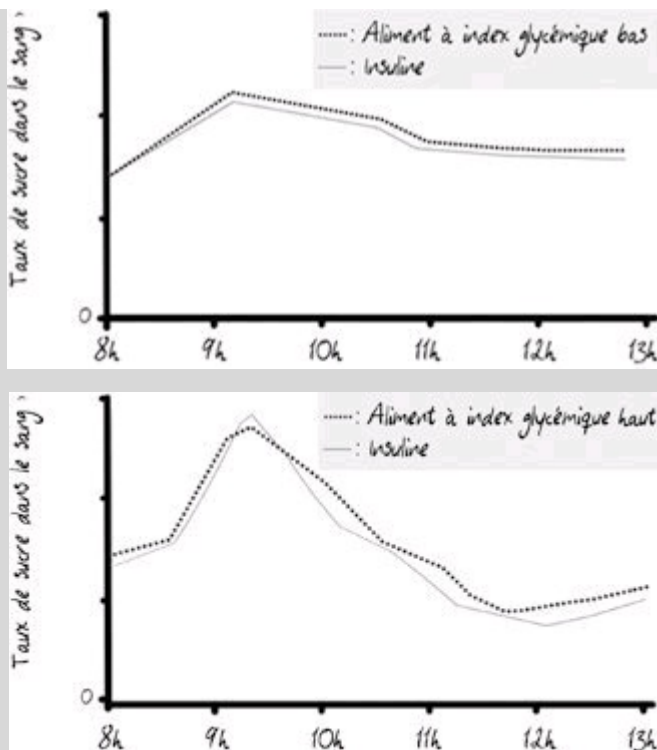 Taux de sucre dans le sang
: Aliment à index glycémique bas
: Insuline
0
8h 9h 10h 11h 12h 13h
Taux de sucre dans le sang
: Aliment à index glycémique haut
: Insuline
0
8h 9h 10h 11h 12h 13h